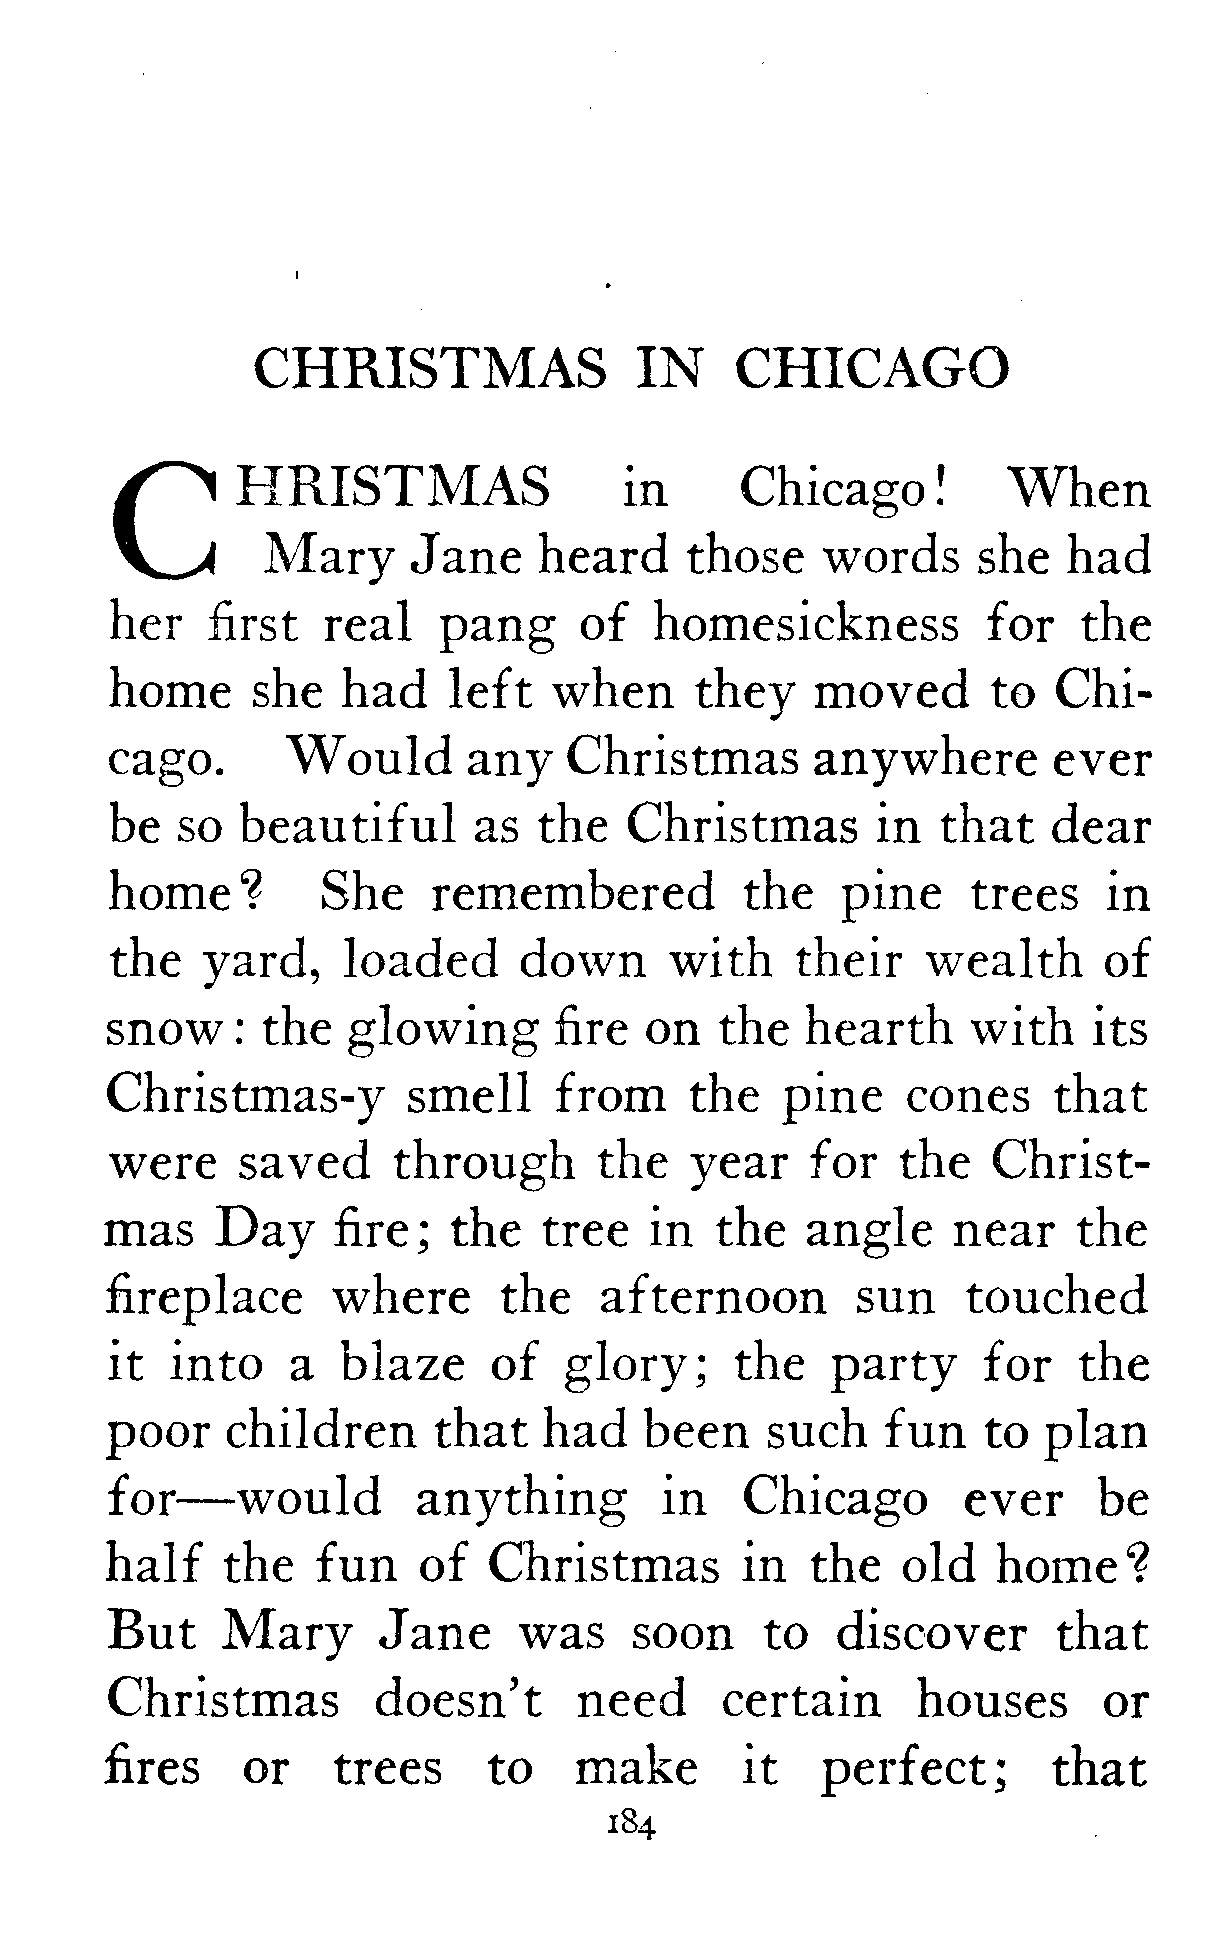 CHRISTMAS IN CHICAGO
CHRISTMAS in Chicago! When
Mary Jane heard those words she had
her first real pang of homesickness for the
home she had left when they moved to Chi-
cago. Would any Christmas anywhere ever
be so beautiful as the Christmas in that dear
home? She remembered the pine trees in
the yard, loaded down with their wealth of
snow: the glowing fire on the hearth with its
Christmas-y smell from the pine cones that
were saved through the year for the Christ-
mas Day fire; the tree in the angle near the
fireplace where the afternoon sun touched
it into a blaze of glory; the party for the
poor children that had been such fun to plan
for—would anything in Chicago ever be
half the fun of Christmas in the old home?
But Mary Jane was soon to discover that
Christmas doesn't need certain houses or
fires or trees to make it perfect; that
184